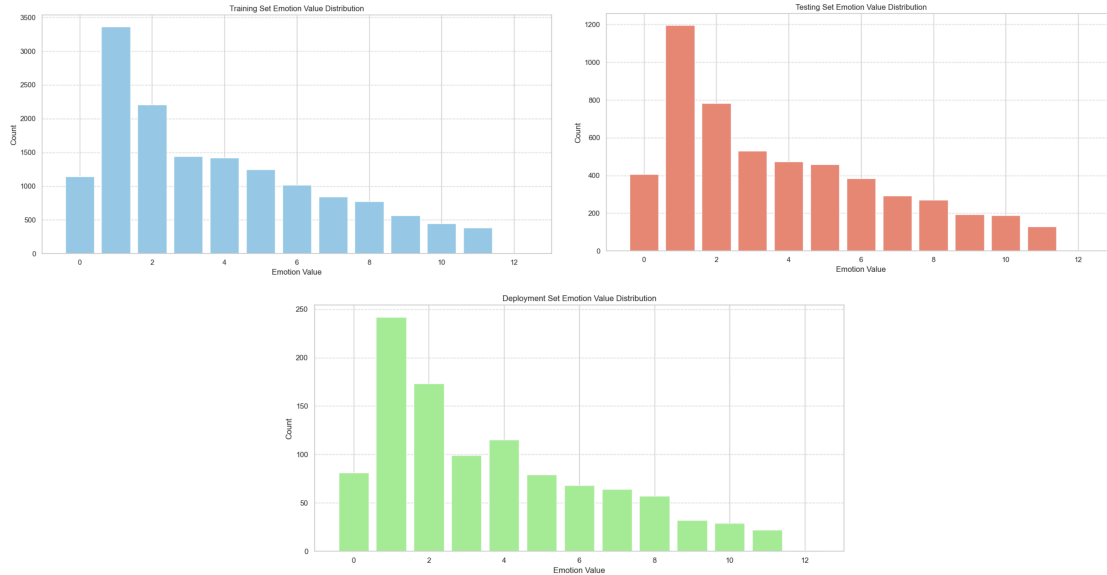 Training Set Emotion Value Distribution
3500
3000
2500
2000
1500
1000
500
0
Count
0 2 4 6 8 10 12
Emotion Value
Testing Set Emotion Value Distribution
1200
1000
800
600
400
200
0
Count
0 2 4 6 8 10 12
Emotion Value
Deployment Set Emotion Value Distribution
250
200
150
100
50
0
Count
0 2 4 6 8 10 12
Emotion Value